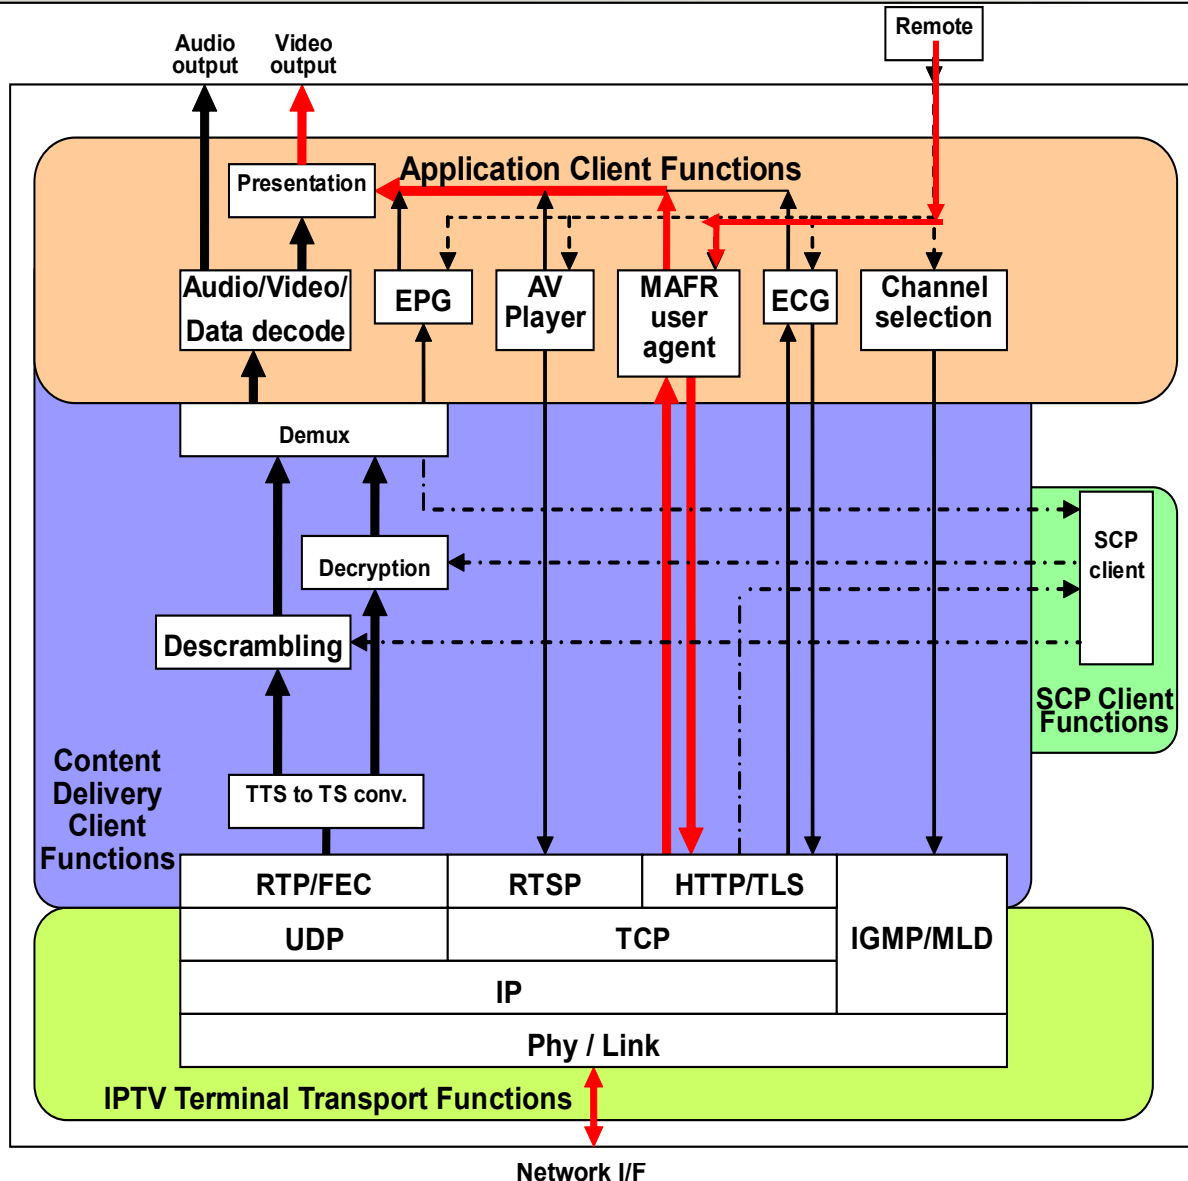 Audio
output
Video
output
Remote
Application Client Functions
Presentation
Audio/Video/
Data decode
EPG
AV
Player
MAFR
user
agent
ECG
Channel
selection
Demux
SCP
client
Decryption
Descrambling
SCP Client
Functions
Content
Delivery
Client
Functions
TTS to TS conv.
RTP/FEC
RTSP
HTTP/TLS
UDP
TCP
IGMP/MLD
IP
Phy / Link
IPTV Terminal Transport Functions
Network I/F